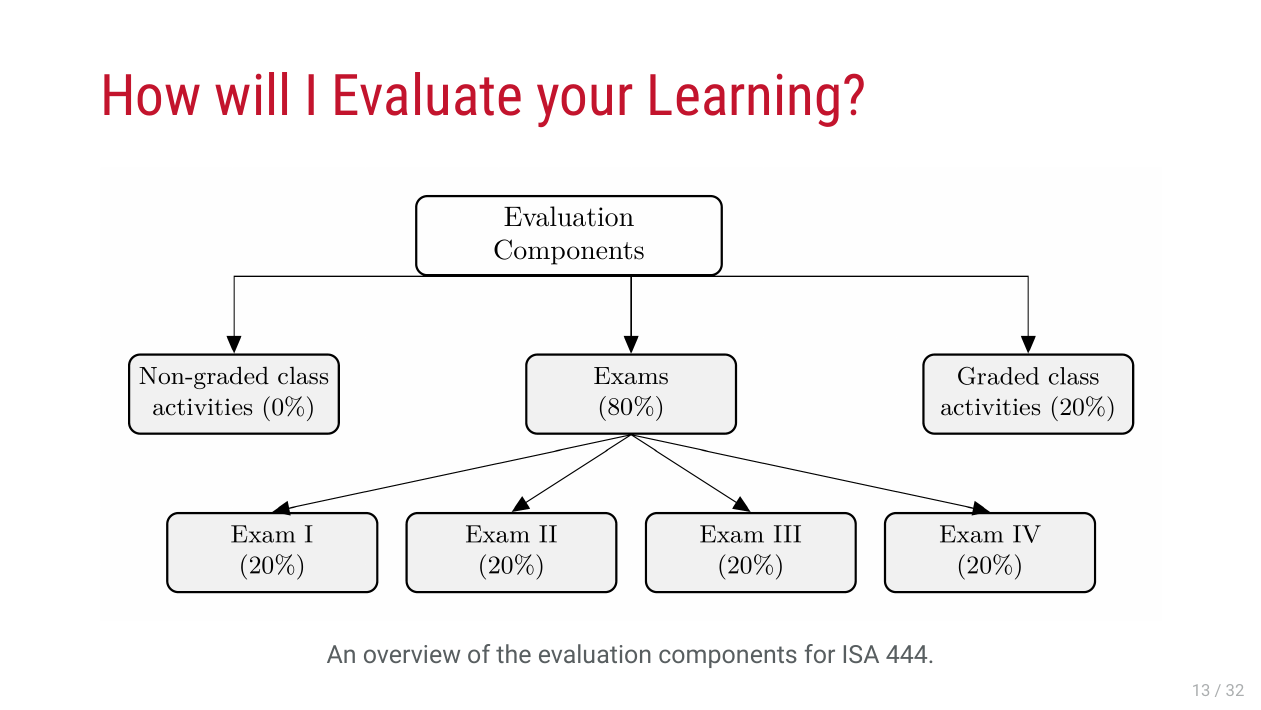 How will I Evaluate your Learning?
Evaluation
Components
Non-graded class
activities (0%)
Exams
(80%)
Graded class
activities (20%)
Exam I
(20%)
Exam II
(20%)
Exam III
(20%)
Exam IV
(20%)
An overview of the evaluation components for ISA 444.
13 / 32